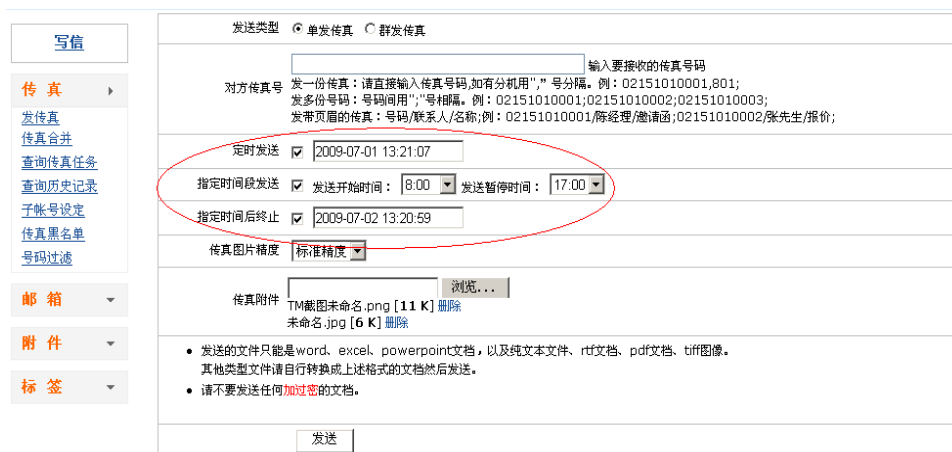 写信
传 真
发传真
传真合并
查询传真任务
查询历史记录
子帐号设定
传真黑名单
号码过滤
邮 箱
附 件
标 签
发送类型 单发传真 群发传真
输入要接收的传真号码
对方传真号 发一份传真：请直接输入传真号码,加有分机用"," 号分隔。例：02151010001,801;
发多份号码：号码间用";"号相隔。例：02151010001;02151010002;02151010003;
发带页眉的传真：号码/联系人/名称;例：02151010001/陈经理/邀请函;02151010002/张先生/报价;
定时发送 2009-07-01 13:21:07
指定时间段发送 发送开始时间： 8:00 发送暂停时间： 17:00
指定时间后终止 2009-07-02 13:20:59
传真图片精度 标准精度
浏览...
传真附件 TM截图未命名.png [11 K] 删除
未命名.jpg [6 K] 删除
发送的文件只能是word、excel、powerpoint文档，以及纯文本文件、rtf文档、pdf文档、tiff图像。
其他类型文件请自行转换成上述格式的文档然后发送。
请不要发送任何加过密的文档。
发送